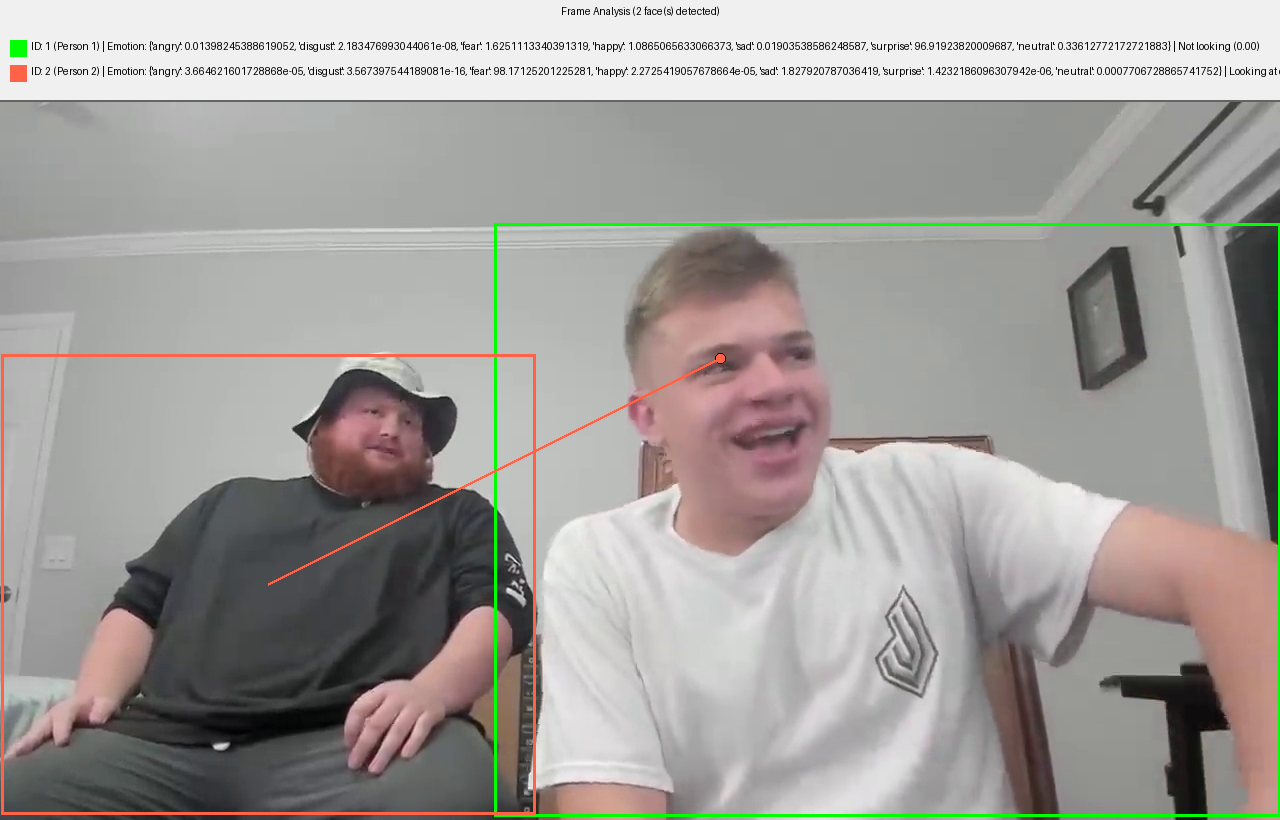 Frame Analysis (2 face(s) detected)
ID: 1 (Person 1) | Emotion: {'angry': 0.01398245388619052, 'disgust': 2.183476993044061e-08, 'fear': 1.6251113340391319, 'happy': 1.0865065633066373, 'sad': 0.01903538586248587, 'surprise': 96.91923820009687, 'neutral': 0.33612772172721883} | Not looking (0.00)
ID: 2 (Person 2) | Emotion: {'angry': 3.664621601728868e-05, 'disgust': 3.567397544189081e-16, 'fear': 98.17125201225281, 'happy': 2.2725419057678664e-05, 'sad': 1.827920787036419, 'surprise': 1.4232186096307942e-06, 'neutral': 0.0007706728865741752} | Looking at